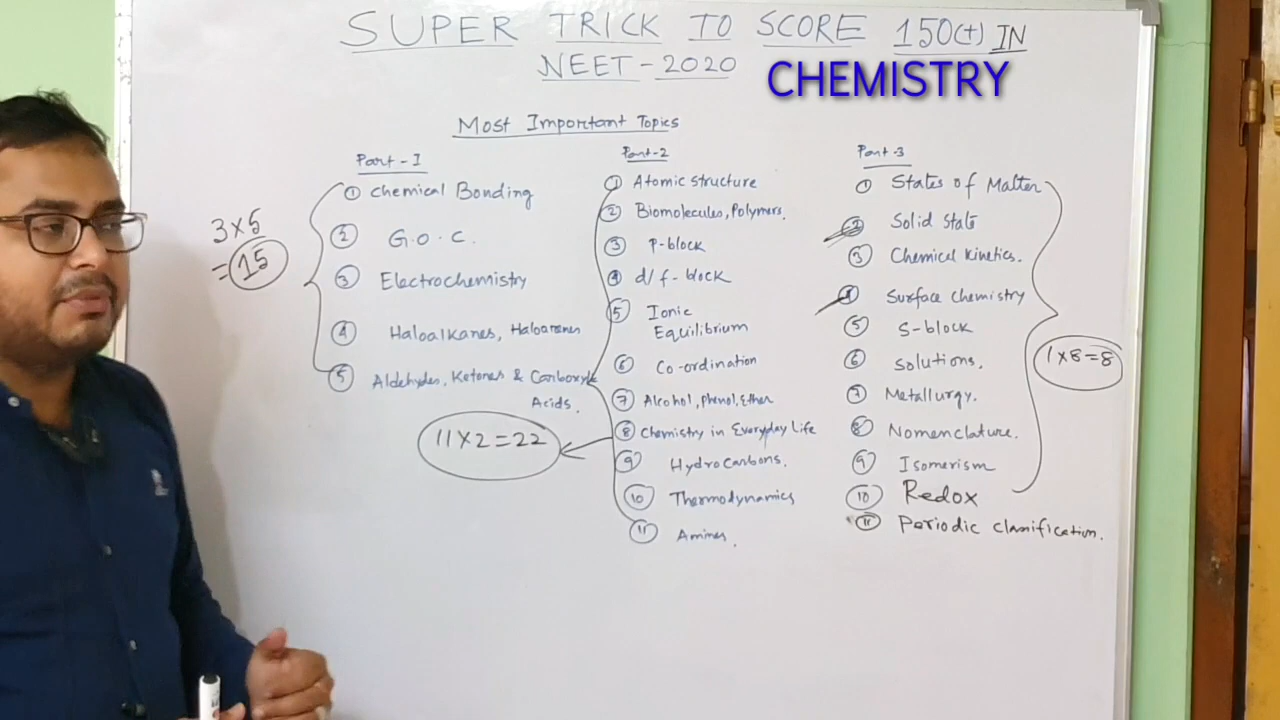 SUPER TRICK TO SCORE 150(+) IN
NEET-2020 CHEMISTRY
Most Important Topics
Part-I
① Chemical Bonding
② G.O.C.
③ Electrochemistry
④ Haloalkanes, Haloarenes
⑤ Aldehydes, Ketones & Carboxylic
Acids.
3×5
=15
Part-2
① Atomic structure
② Biomolecules, Polymers.
③ P-block
④ d/f-block
⑤ Ionic
Equilibrium
⑥ Co-ordination
⑦ Alcohol, Phenol, Ether
⑧ Chemistry in Everyday Life
⑨ Hydrocarbons.
⑩ Thermodynamics
⑪ Amines.
11×2=22
Part-3
① States of Matter
② Solid State
③ Chemical Kinetics.
④ Surface Chemistry
⑤ S-block
⑥ Solutions.
⑦ Metallurgy.
⑧ Nomenclature.
⑨ Isomerism
⑩ Redox
⑪ Periodic classification.
1×8=8